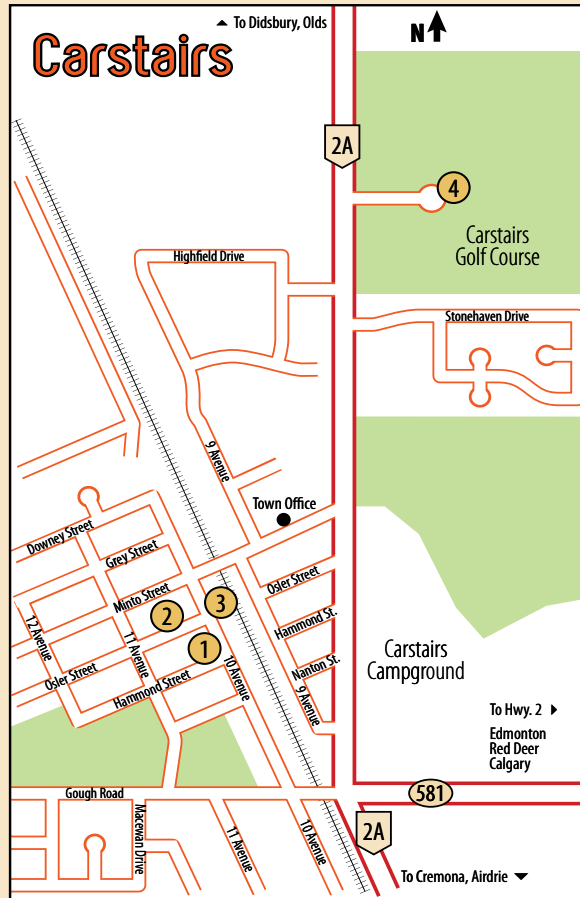 To Didsbury, Olds
N
Carstairs
2A
4
Carstairs
Golf Course
Highfield Drive
Stonehaven Drive
9 Avenue
Town Office
Downey Street
Grey Street
Osler Street
Minto Street
3
2
Hammond St.
12 Avenue
11 Avenue
1
Carstairs
Campground
Nanton St.
10 Avenue
Osler Street
Hammond Street
9 Avenue
To Hwy. 2
Edmonton
Red Deer
Calgary
Gough Road
581
Macewan Drive
2A
11 Avenue
10 Avenue
To Cremona, Airdrie